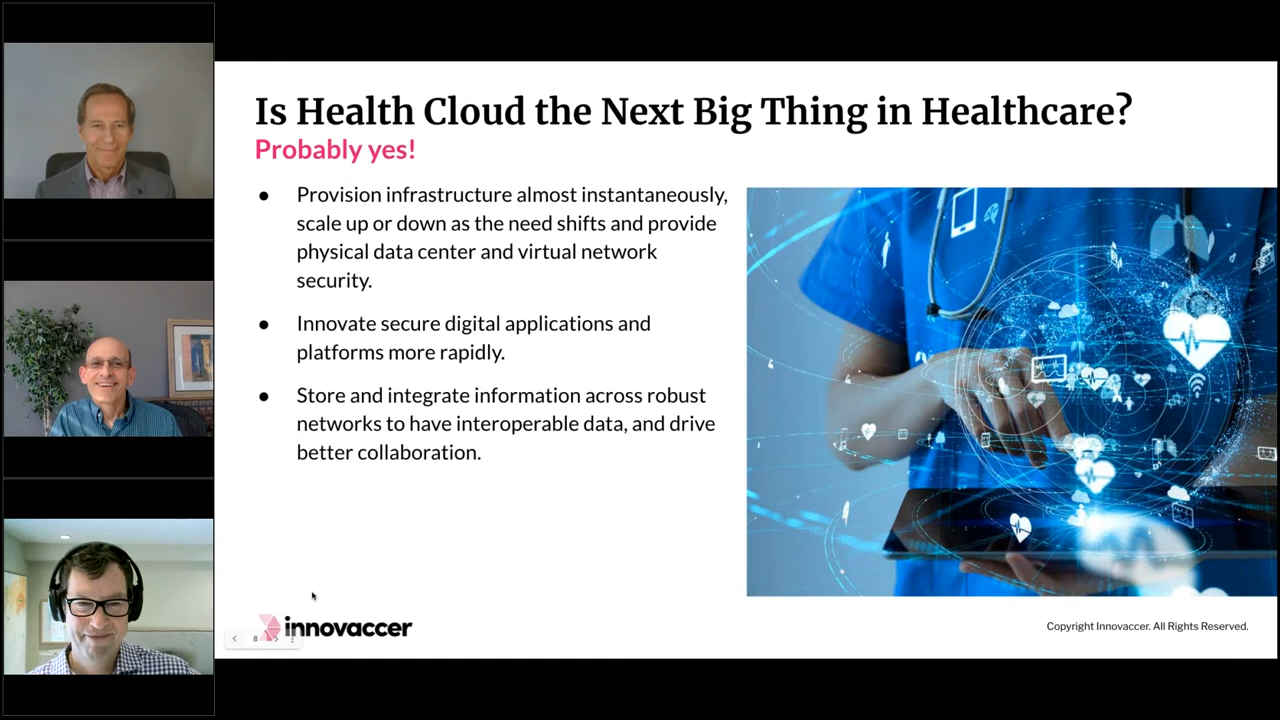 Is Health Cloud the Next Big Thing in Healthcare?
Probably yes!
● Provision infrastructure almost instantaneously,
scale up or down as the need shifts and provide
physical data center and virtual network
security.
● Innovate secure digital applications and
platforms more rapidly.
● Store and integrate information across robust
networks to have interoperable data, and drive
better collaboration.
innovaccer
8
Copyright Innovaccer. All Rights Reserved.